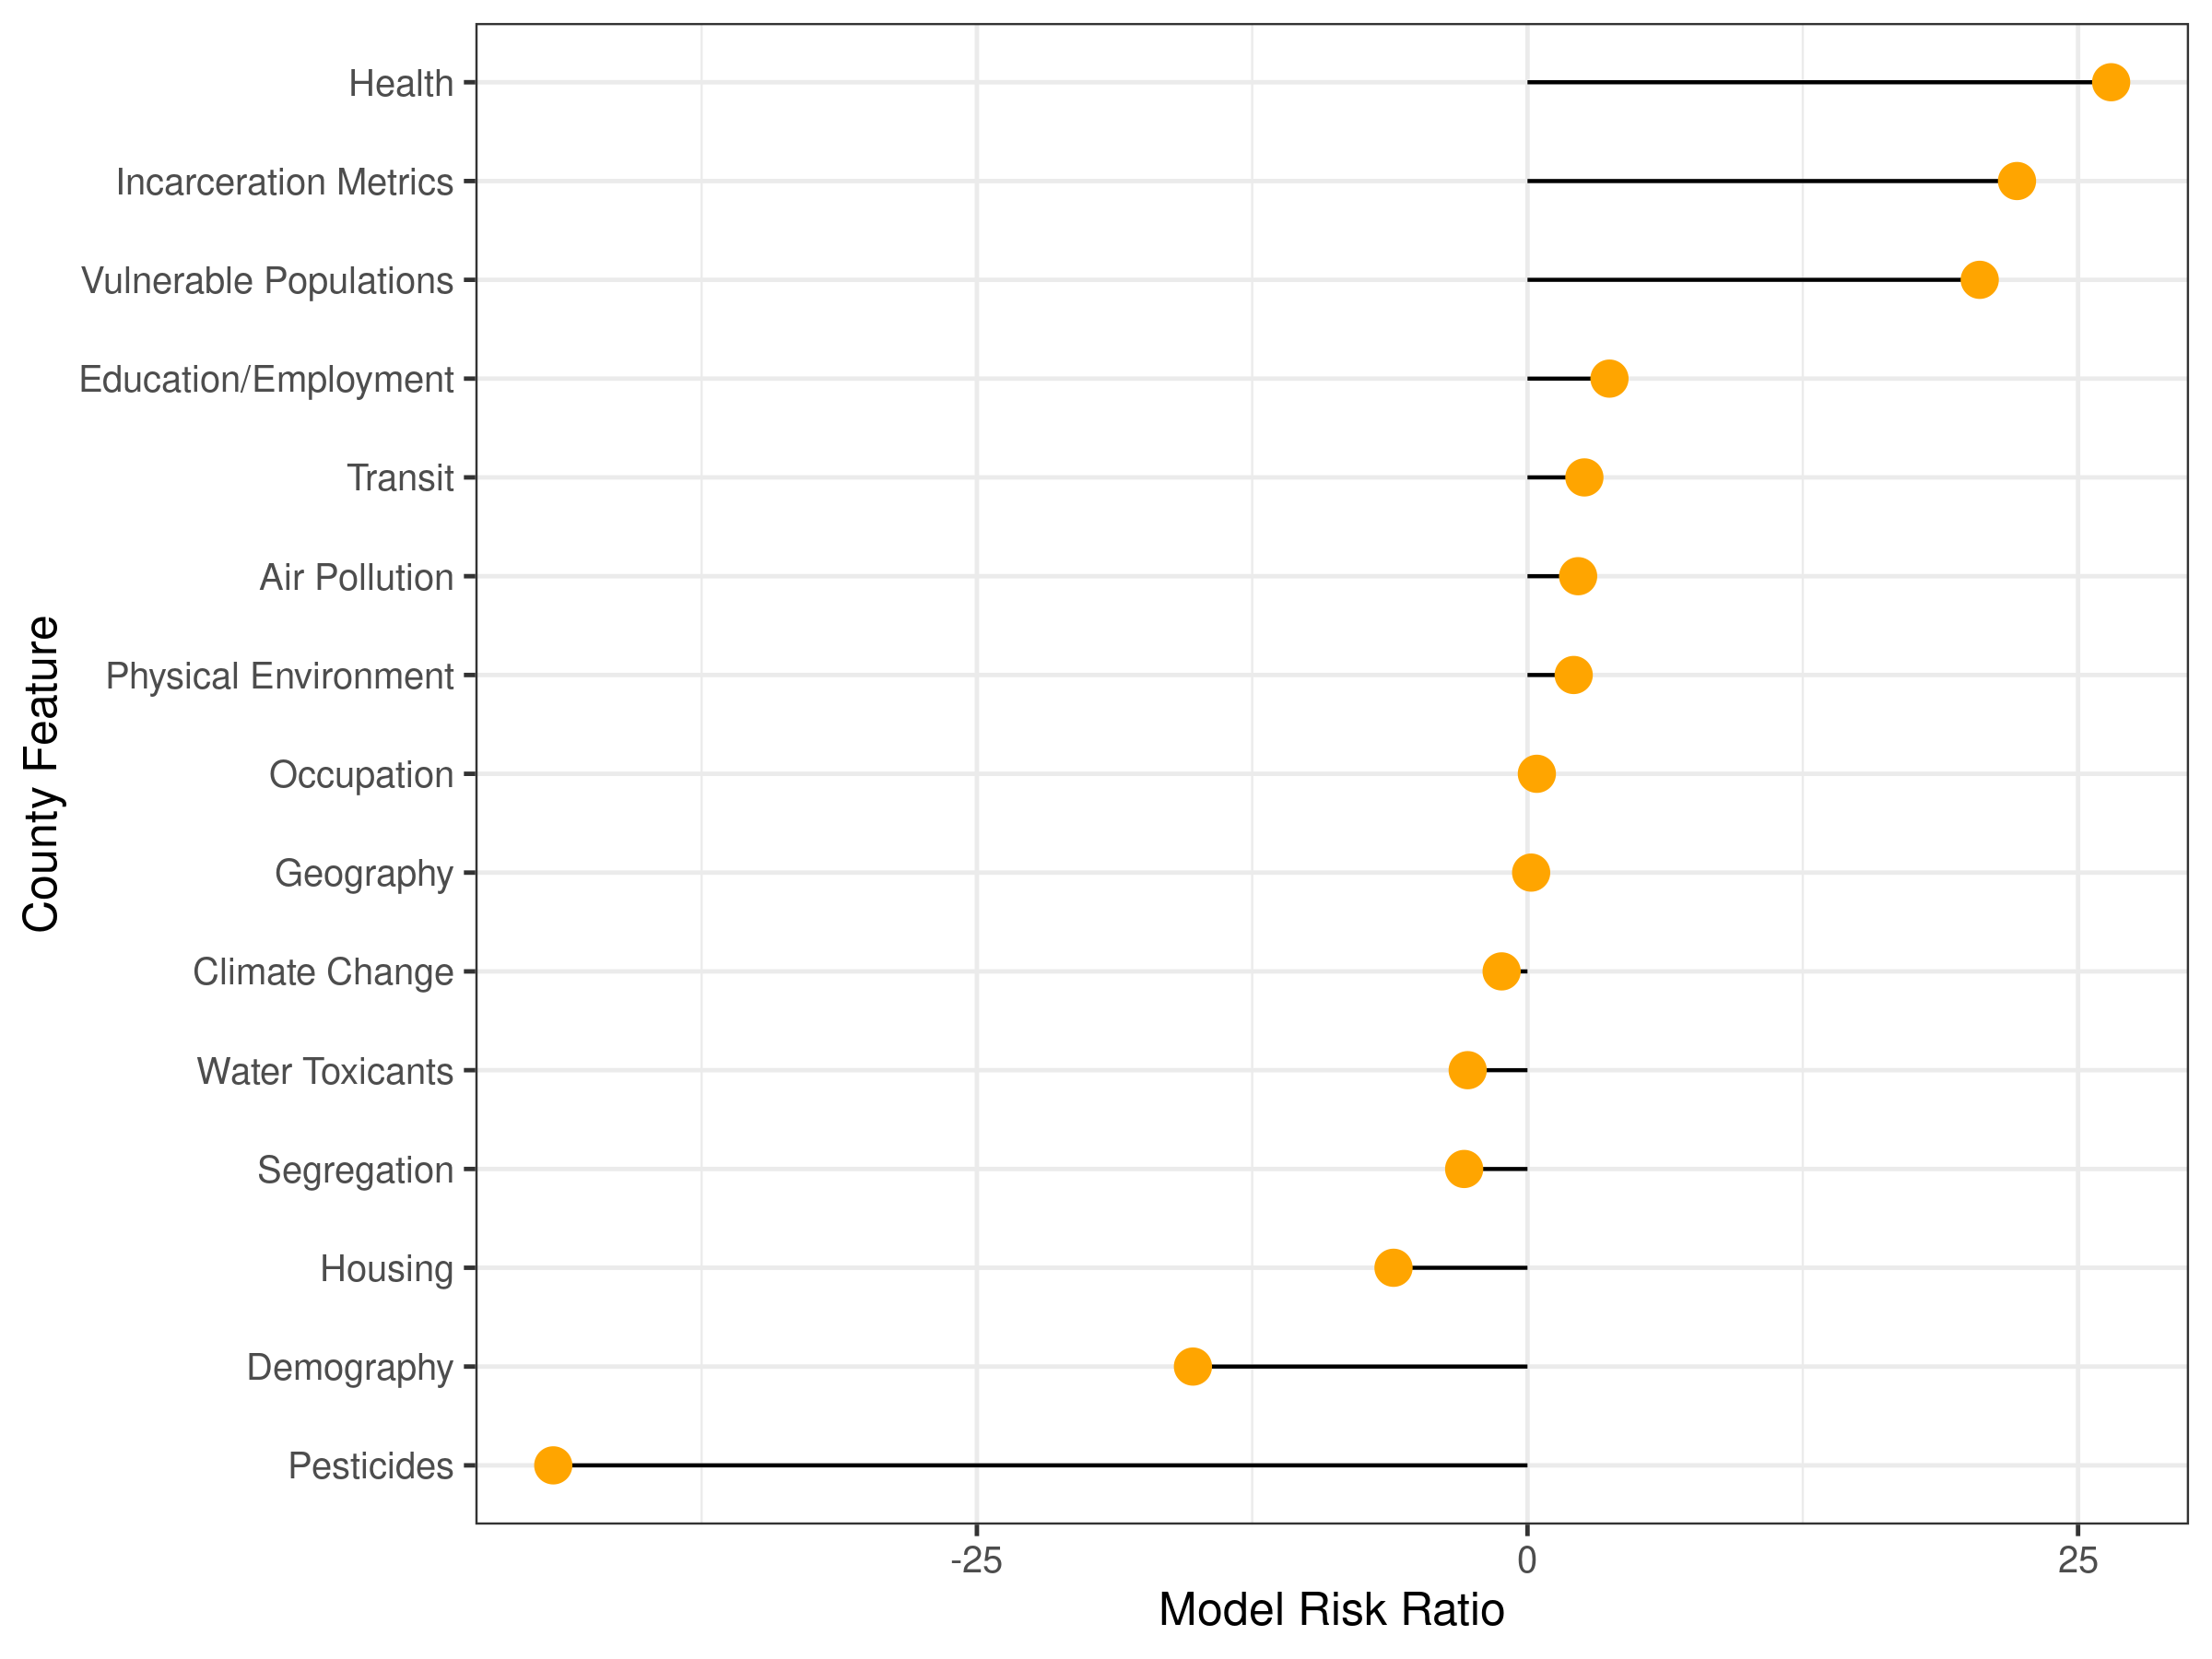 Health
Incarceration Metrics
Vulnerable Populations
Education/Employment
Transit
Air Pollution
Physical Environment
Occupation
Geography
Climate Change
Water Toxicants
Segregation
Housing
Demography
Pesticides
County Feature
-25 0 25
Model Risk Ratio